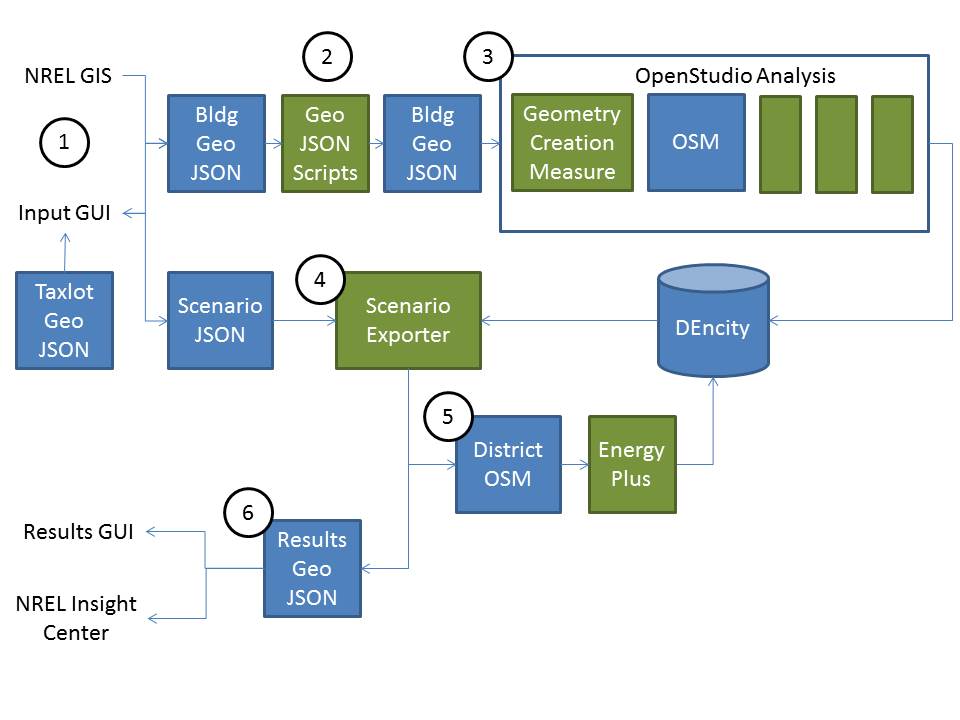 2
3
NREL GIS
OpenStudio Analysis
1
Bldg
Geo
JSON
Geo
JSON
Scripts
Bldg
Geo
JSON
Geometry
Creation
Measure
OSM
Input GUI
Taxlot
Geo
JSON
Scenario
JSON
4
Scenario
Exporter
DEncity
5
District
OSM
Energy
Plus
6
Results GUI
Results
Geo
JSON
NREL Insight
Center